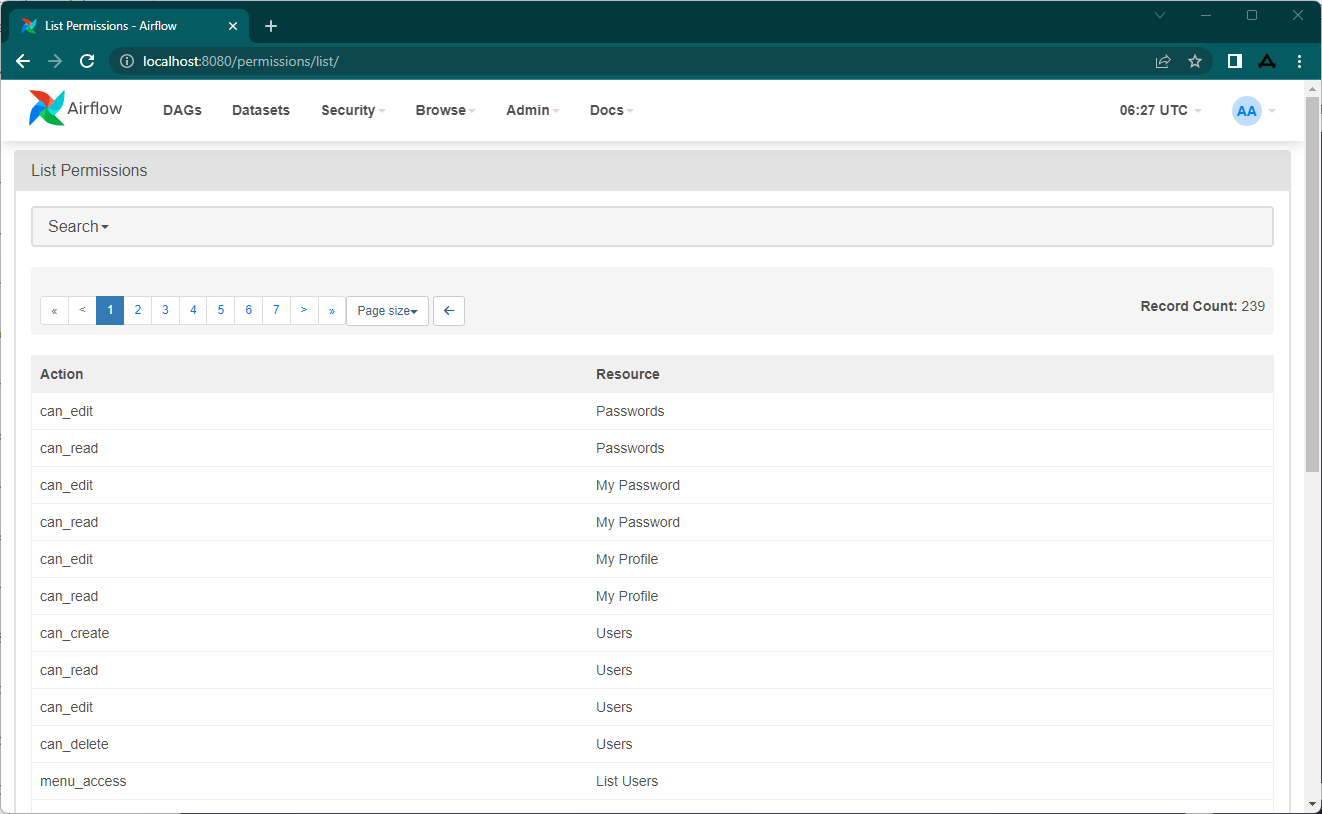 List Permissions - Airflow
localhost:8080/permissions/list/
Airflow DAGs Datasets Security Browse Admin Docs 06:27 UTC AA
List Permissions
Search
« < 1 2 3 4 5 6 7 > » Page size Record Count: 239
Action Resource
can_edit Passwords
can_read Passwords
can_edit My Password
can_read My Password
can_edit My Profile
can_read My Profile
can_create Users
can_read Users
can_edit Users
can_delete Users
menu_access List Users